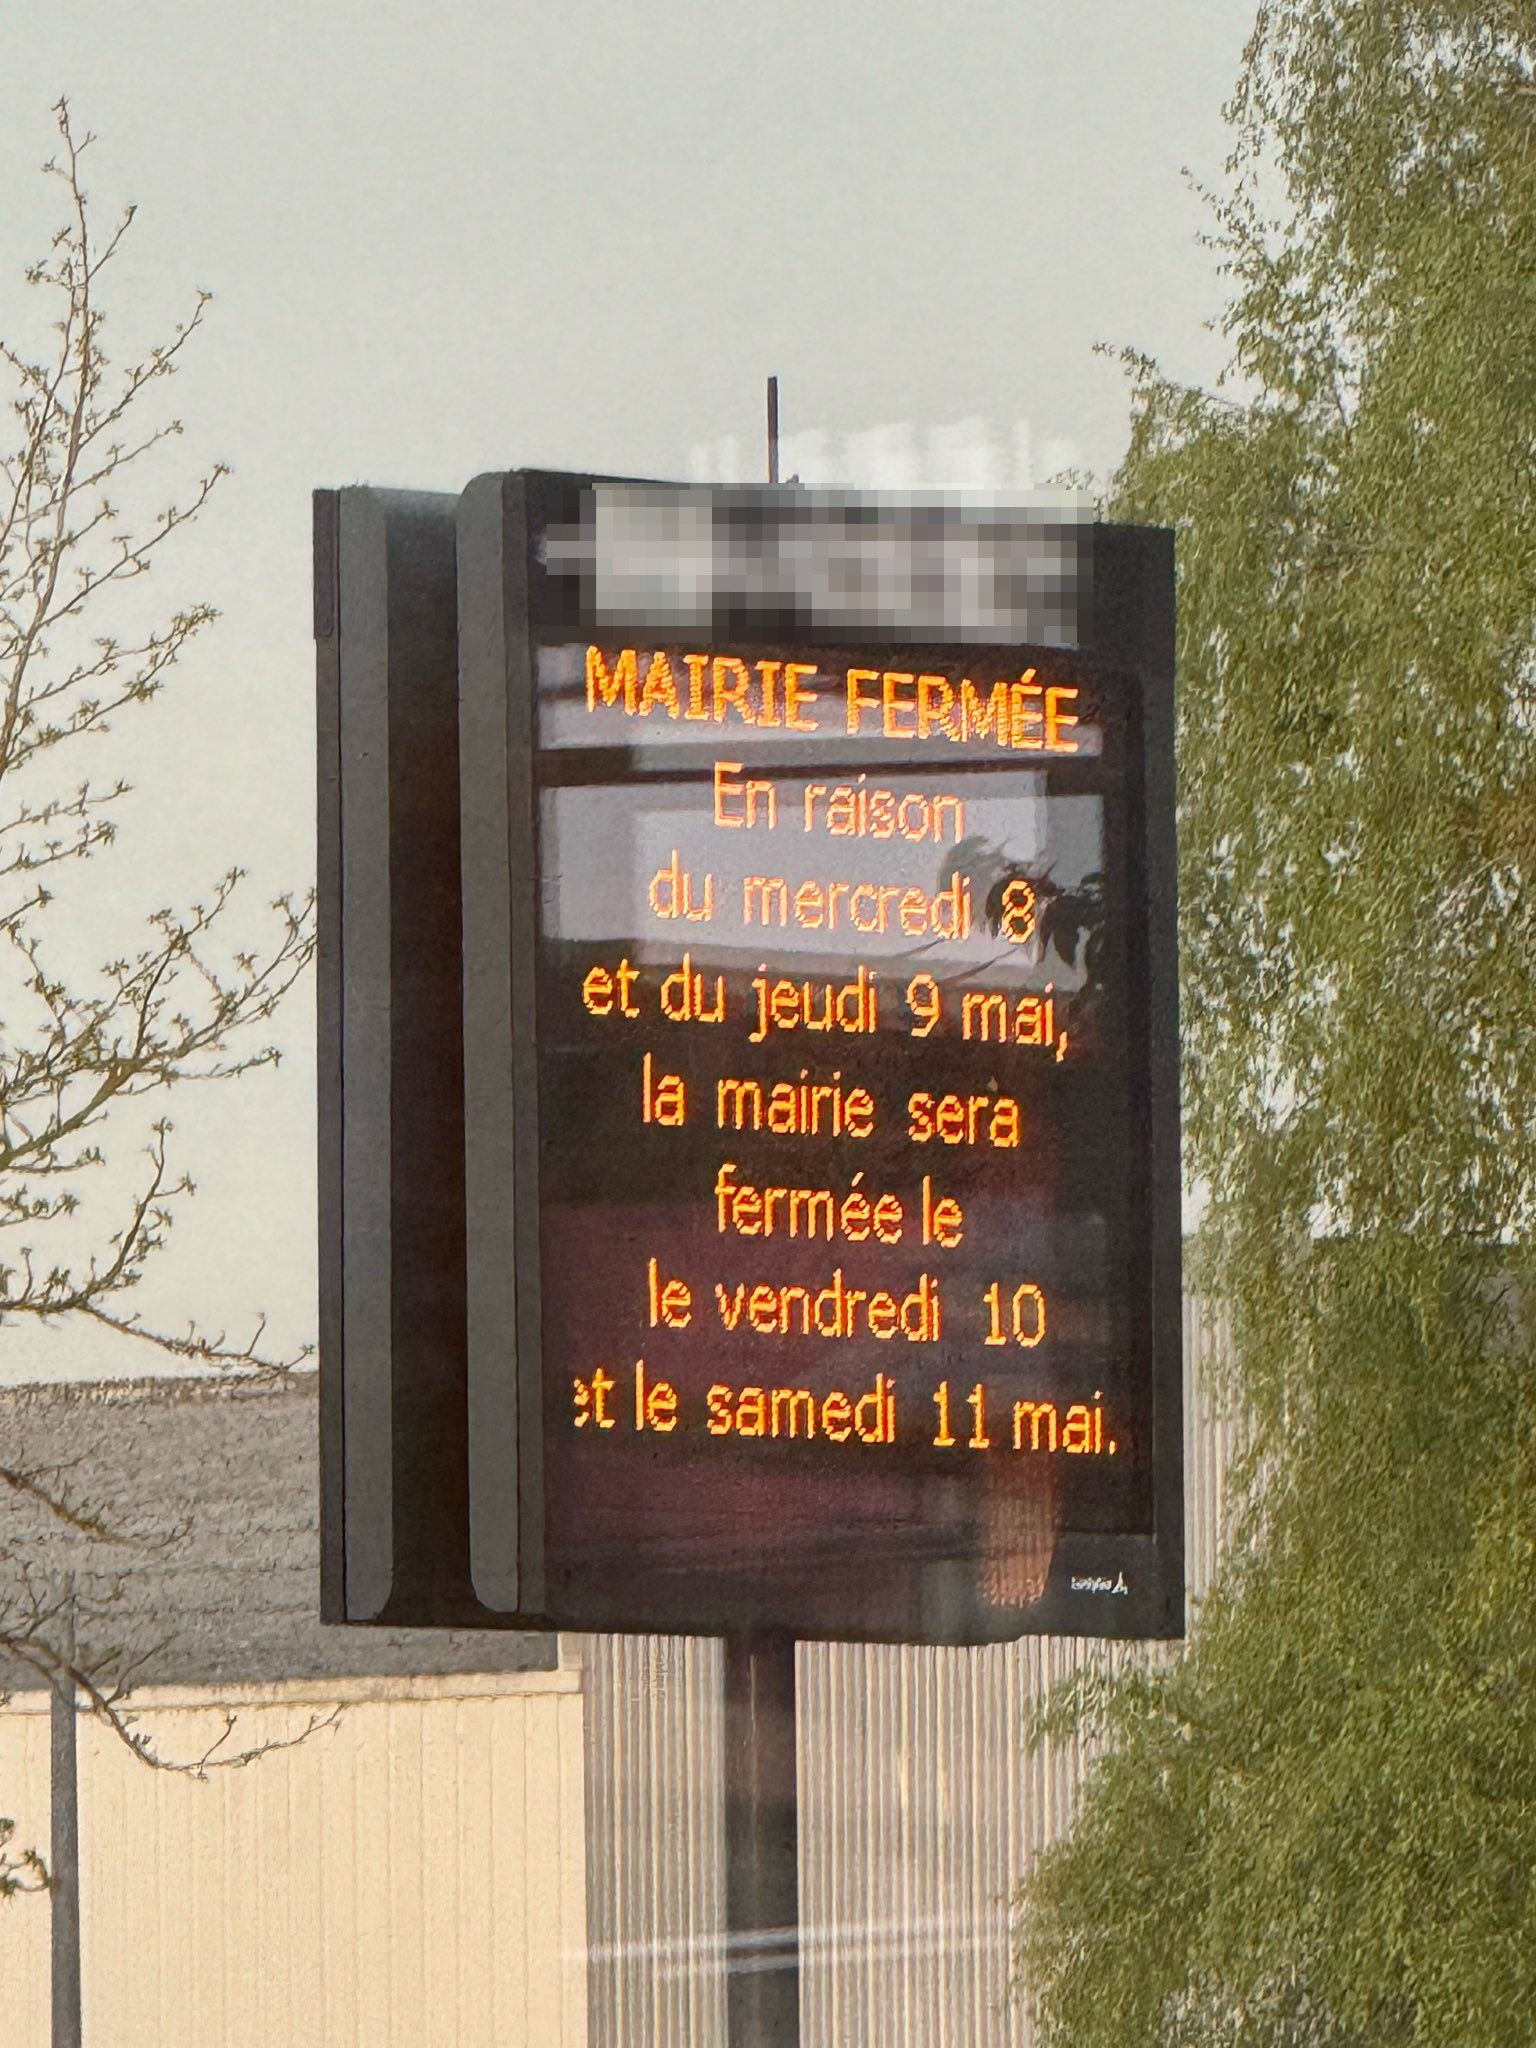 MAIRIE FERMÉE
En raison
du mercredi 8
et du jeudi 9 mai,
la mairie sera
fermée le
le vendredi 10
et le samedi 11 mai.